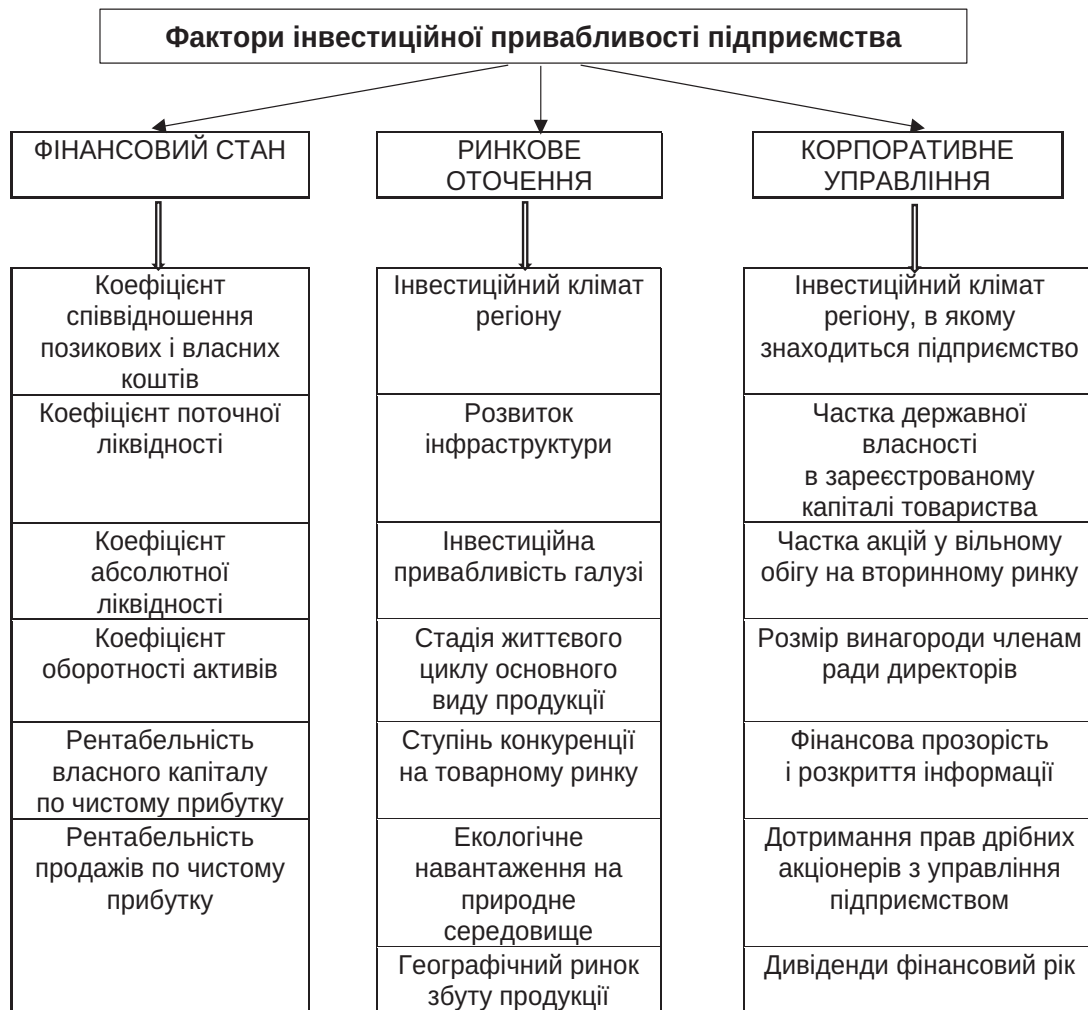 Фактори інвестиційної привабливості підприємства
ФІНАНСОВИЙ СТАН
РИНКОВЕ
ОТОЧЕННЯ
КОРПОРАТИВНЕ
УПРАВЛІННЯ
Коефіцієнт
співвідношення
позикових і власних
коштів
Коефіцієнт поточної
ліквідності
Коефіцієнт
абсолютної
ліквідності
Коефіцієнт
оборотності активів
Рентабельність
власного капіталу
по чистому прибутку
Рентабельність
продажів по чистому
прибутку
Інвестиційний клімат
регіону
Розвиток
інфраструктури
Інвестиційна
привабливість галузі
Стадія життєвого
циклу основного
виду продукції
Ступінь конкуренції
на товарному ринку
Екологічне
навантаження на
природне
середовище
Географічний ринок
збуту продукції
Інвестиційний клімат
регіону, в якому
знаходиться підприємство
Частка державної
власності
в зареєстрованому
капіталі товариства
Частка акцій у вільному
обігу на вторинному ринку
Розмір винагороди членам
ради директорів
Фінансова прозорість
і розкриття інформації
Дотримання прав дрібних
акціонерів з управління
підприємством
Дивіденди фінансовий рік